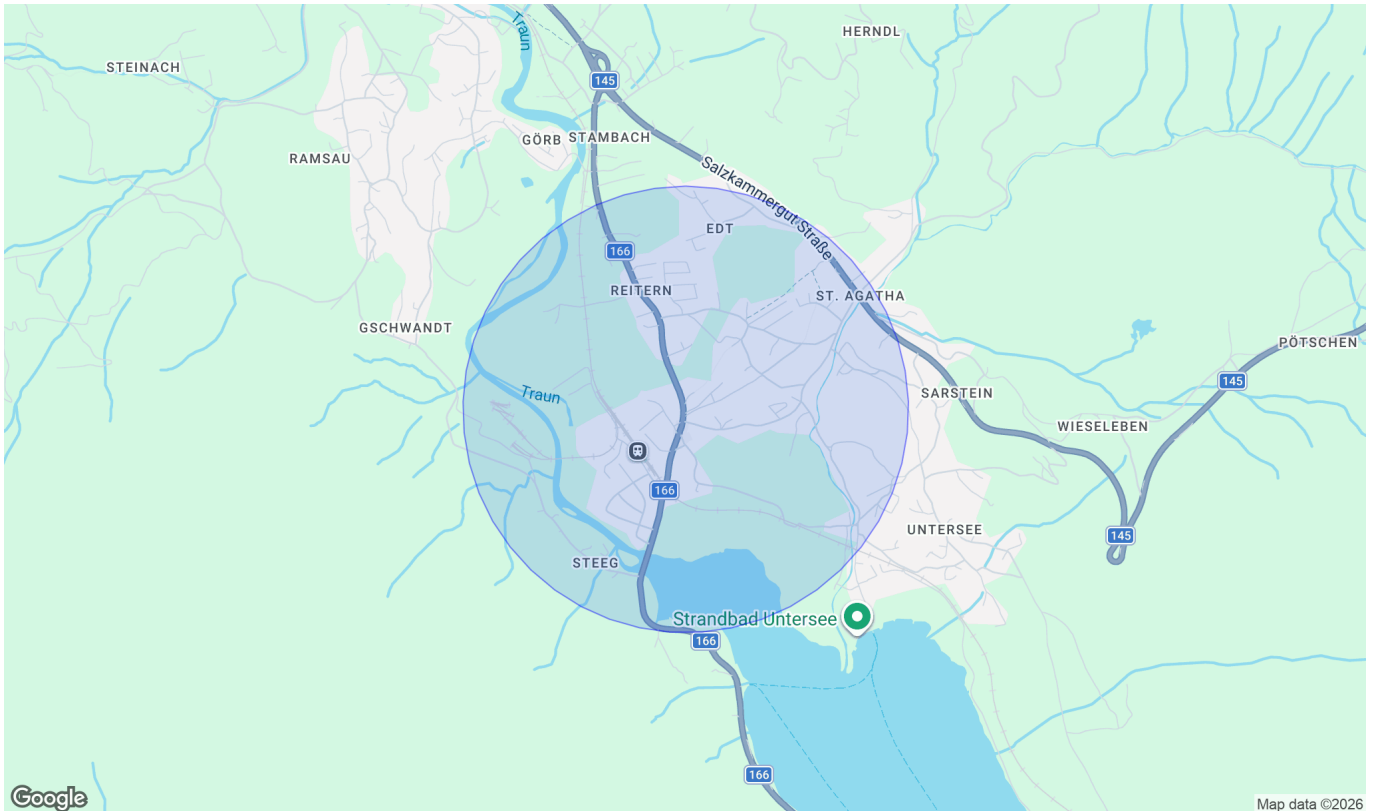 Traun
HERNDL
STEINACH
145
GÖRB
STAMBACH
RAMSAU
Salzkammergut Straße
EDT
166
REITERN
ST. AGATHA
GSCHWANDT
PÖTSCHEN
145
Traun
SARSTEIN
WIESELEBEN
166
UNTERSEE
145
STEEG
Strandbad Untersee
166
166
Google
Map data ©2026